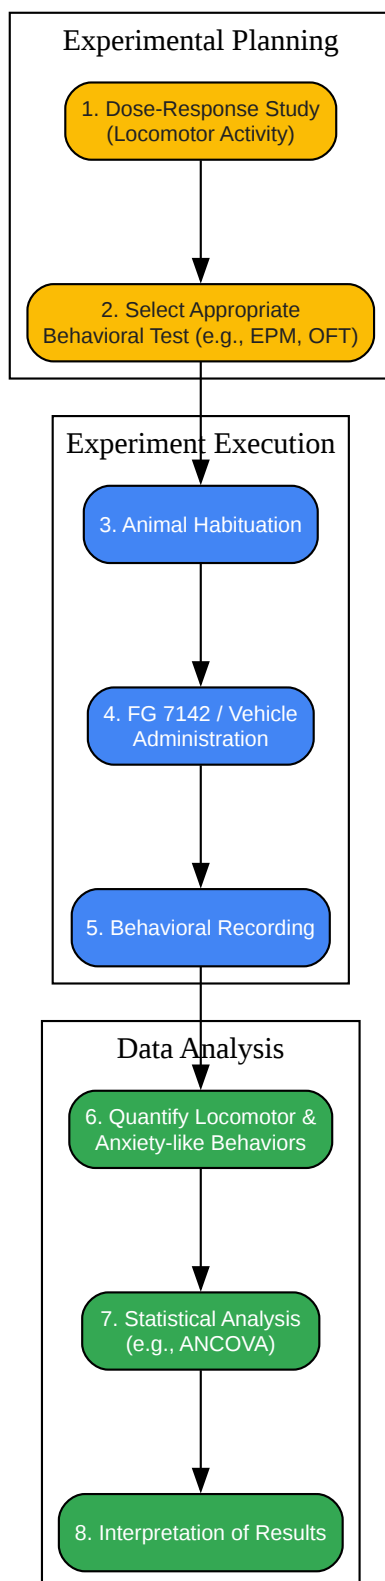 Experimental Planning
1. Dose-Response Study
(Locomotor Activity)
2. Select Appropriate
Behavioral Test (e.g., EPM, OFT)
Experiment Execution
3. Animal Habituation
4. FG 7142 / Vehicle
Administration
5. Behavioral Recording
Data Analysis
6. Quantify Locomotor &
Anxiety-like Behaviors
7. Statistical Analysis
(e.g., ANCOVA)
8. Interpretation of Results